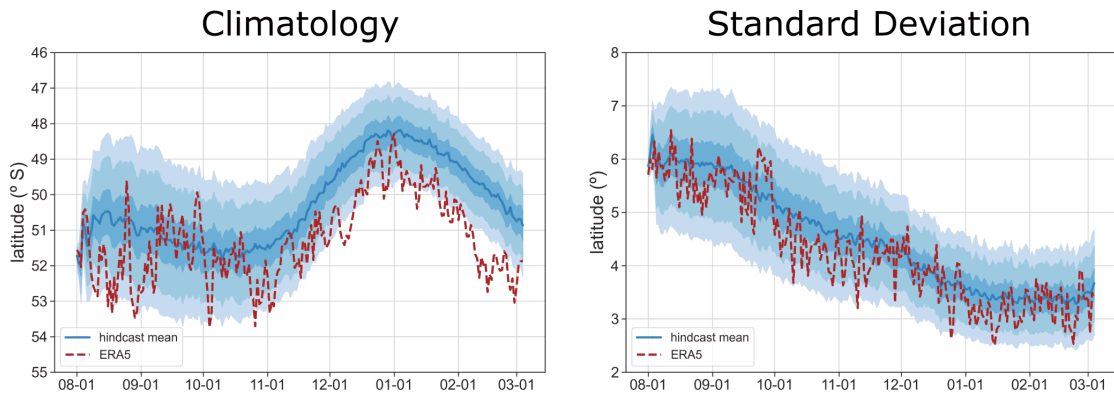 Climatology
latitude (º S)
46
47
48
49
50
51
52
53
54
55
hindcast mean
ERA5
08-01 09-01 10-01 11-01 12-01 01-01 02-01 03-01
Standard Deviation
latitude (º)
8
7
6
5
4
3
2
hindcast mean
ERA5
08-01 09-01 10-01 11-01 12-01 01-01 02-01 03-01